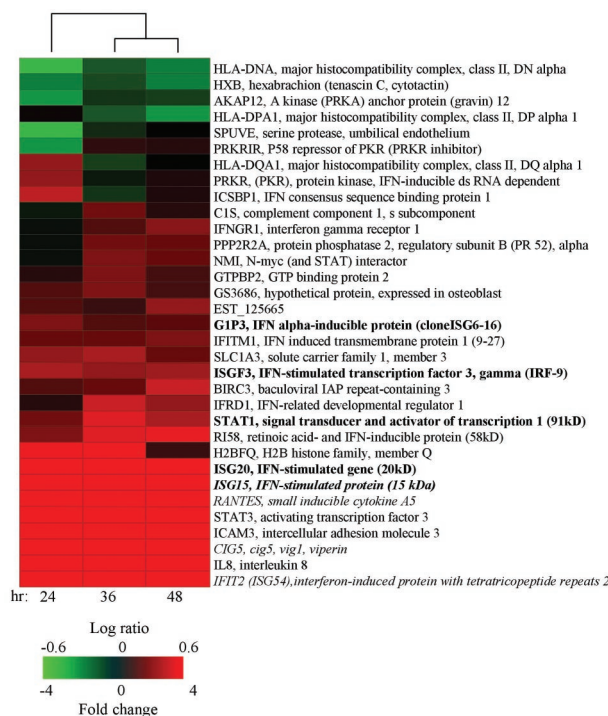 HLA-DNA, major histocompatibility complex, class II, DN alpha
HXB, hexabrachion (tenascin C, cytotactin)
AKAP12, A kinase (PRKA) anchor protein (gravin) 12
HLA-DPA1, major histocompatibility complex, class II, DP alpha 1
SPUVE, serine protease, umbilical endothelium
PRKRIR, P58 repressor of PKR (PRKR inhibitor)
HLA-DQA1, major histocompatibility complex, class II, DQ alpha 1
PRKR, (PKR), protein kinase, IFN-inducible ds RNA dependent
ICSBP1, IFN consensus sequence binding protein 1
C1S, complement component 1, s subcomponent
IFNGR1, interferon gamma receptor 1
PPP2R2A, protein phosphatase 2, regulatory subunit B (PR 52), alpha
NMI, N-myc (and STAT) interactor
GTPBP2, GTP binding protein 2
GS3686, hypothetical protein, expressed in osteoblast
EST_125665
G1P3, IFN alpha-inducible protein (cloneISG6-16)
IFITM1, IFN induced transmembrane protein 1 (9-27)
SLC1A3, solute carrier family 1, member 3
ISGF3, IFN-stimulated transcription factor 3, gamma (IRF-9)
BIRC3, baculoviral IAP repeat-containing 3
IFRD1, IFN-related developmental regulator 1
STAT1, signal transducer and activator of transcription 1 (91kD)
RI58, retinoic acid- and IFN-inducible protein (58kD)
H2BFQ, H2B histone family, member Q
ISG20, IFN-stimulated gene (20kD)
ISG15, IFN-stimulated protein (15 kDa)
RANTES, small inducible cytokine A5
STAT3, activating transcription factor 3
ICAM3, intercellular adhesion molecule 3
CIG5, cig5, vig1, viperin
IL8, interleukin 8
IFIT2 (ISG54),interferon-induced protein with tetratricopeptide repeats 2
hr: 24 36 48
Log ratio
-0.6 0 0.6
-4 0 4
Fold change